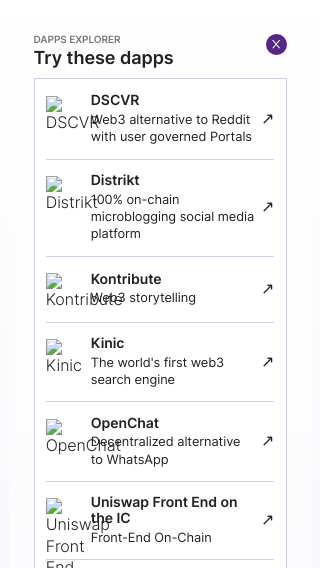 DAPPS EXPLORER
Try these dapps
X
DSCVR
DSCVR
Web3 alternative to Reddit
with user governed Portals
↗
Distrikt
Distrikt
100% on-chain
microblogging social media
platform
↗
Kontribute
Kontribute
Web3 storytelling
↗
Kinic
Kinic
The world's first web3
search engine
↗
OpenChat
OpenChat
Decentralized alternative
to WhatsApp
↗
Uniswap Front End on
the IC
Uniswap
Front
End
Front-End On-Chain
↗